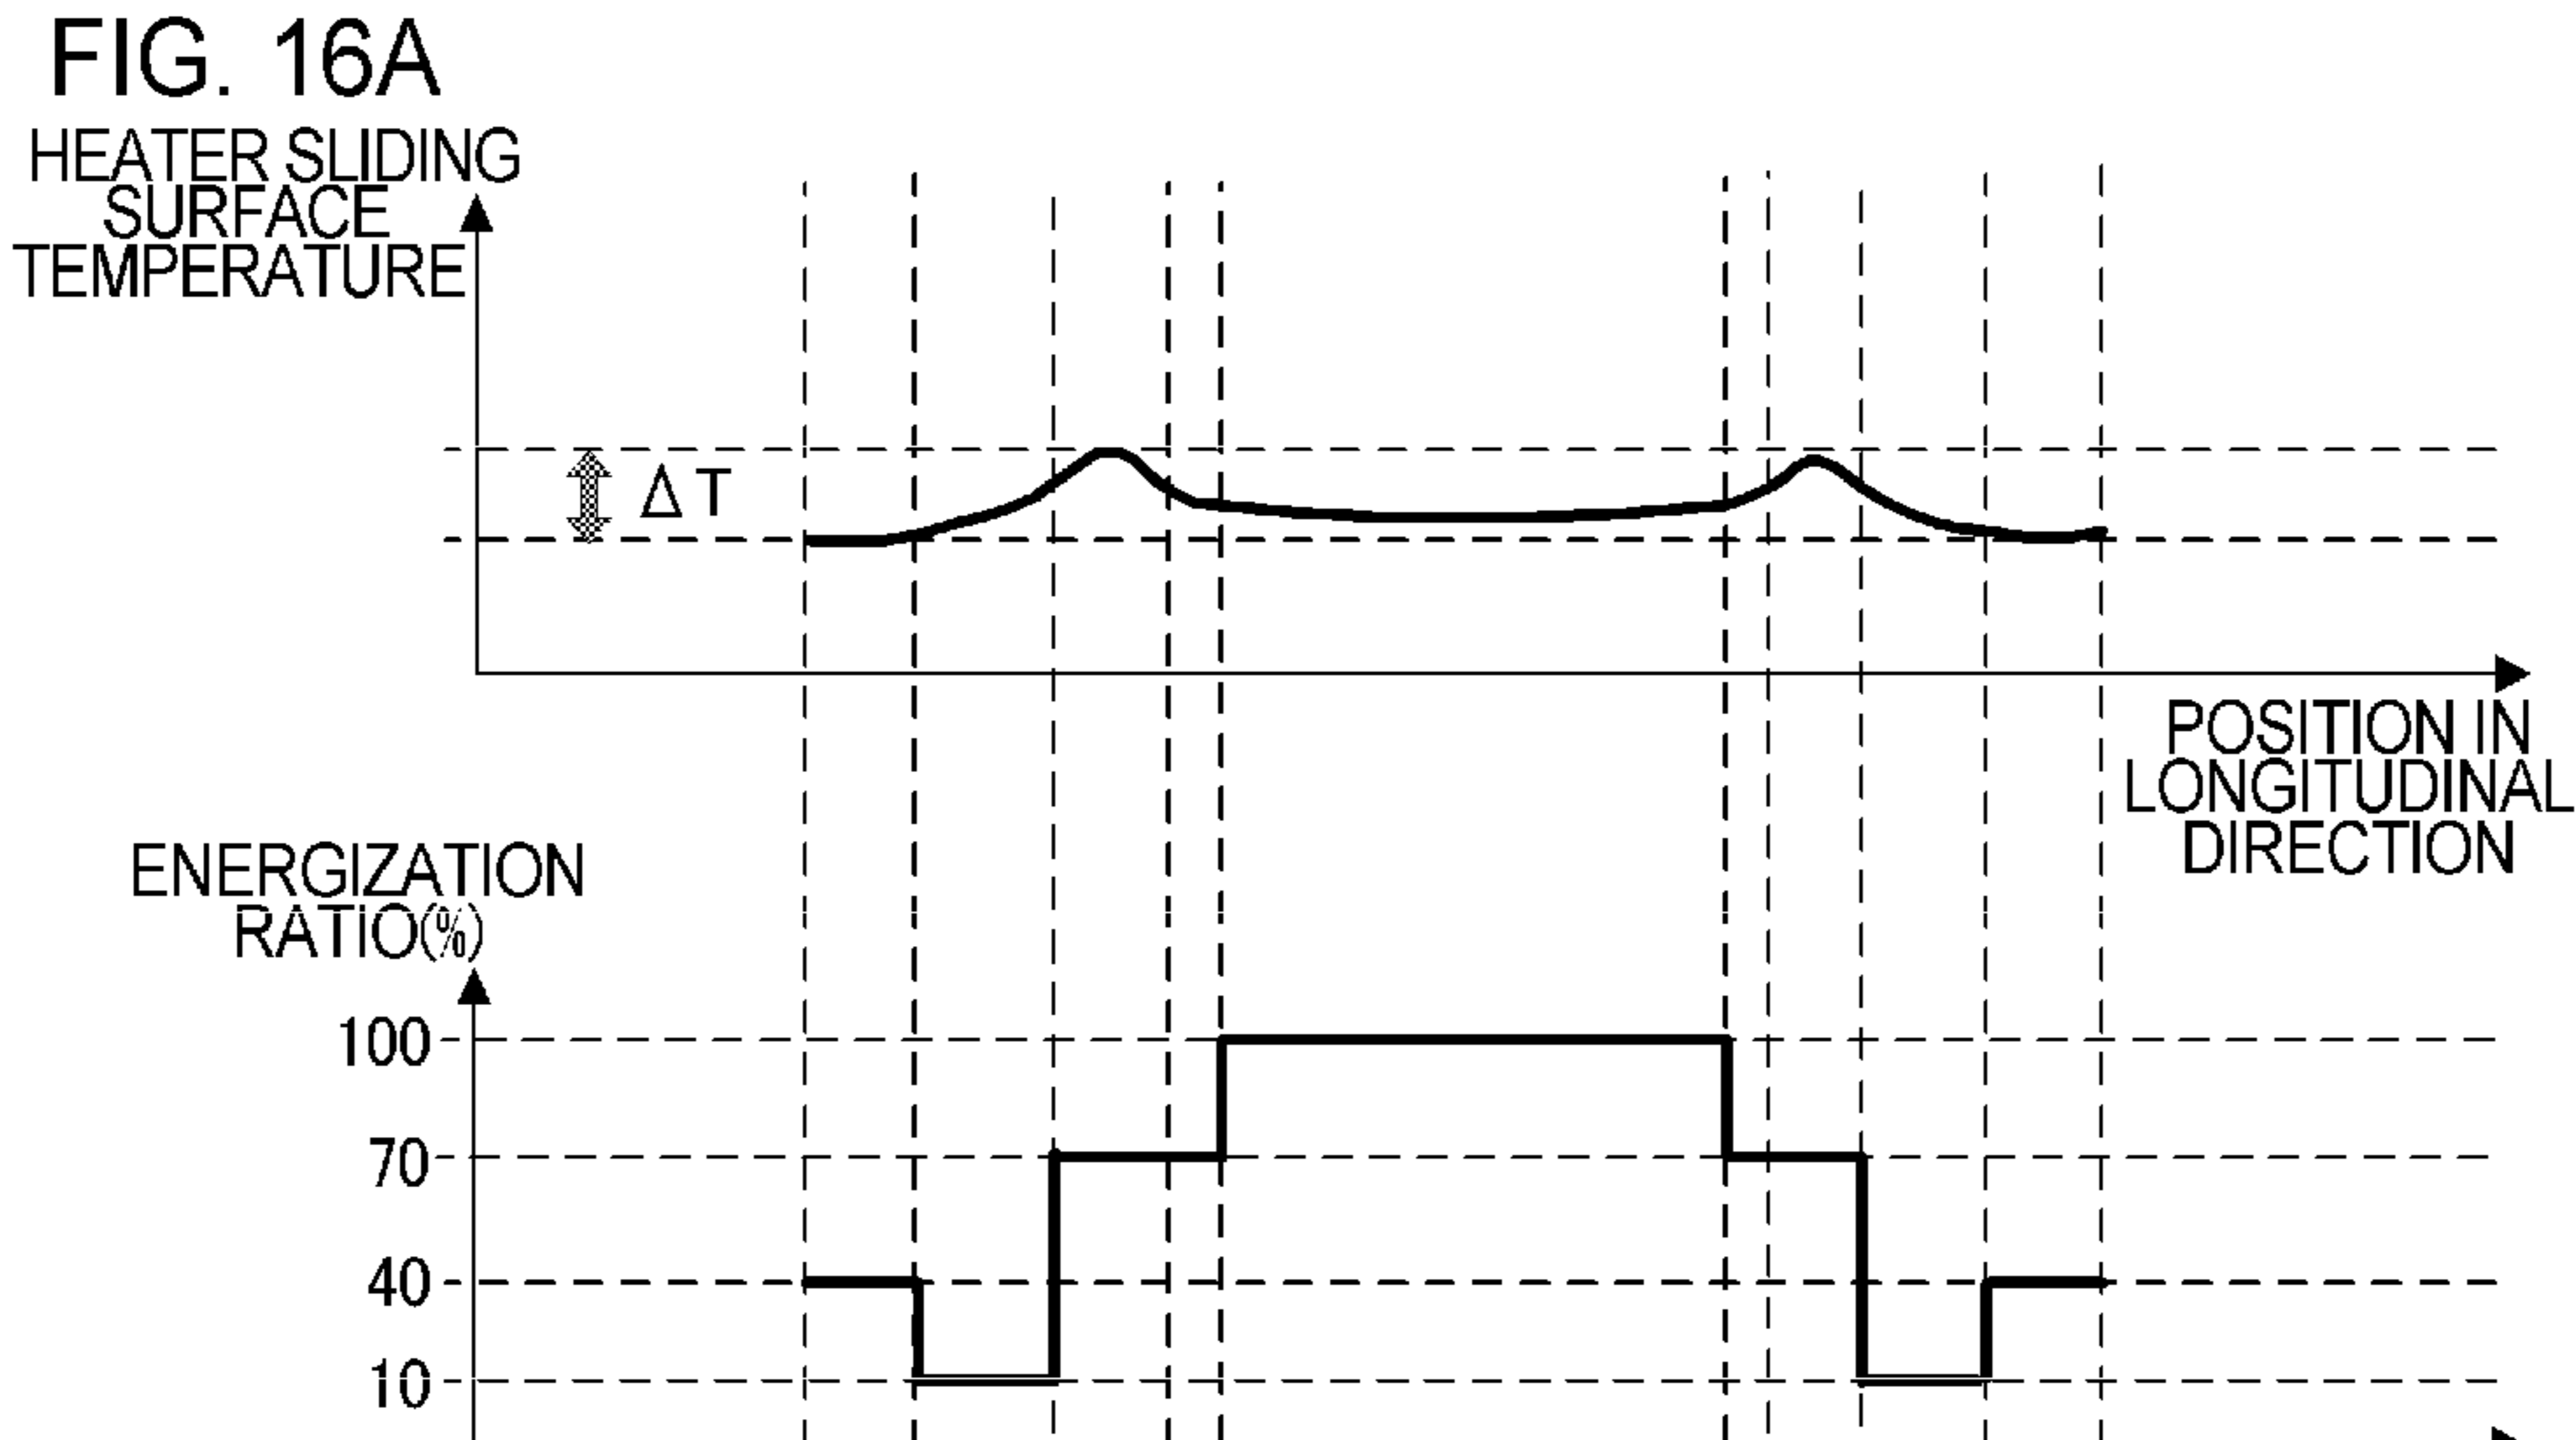 FIG. 16A
HEATER SLIDING
SURFACE
TEMPERATURE
ΔT
POSITION IN
LONGITUDINAL
DIRECTION
ENERGIZATION
RATIO(%)
100
70
40
10